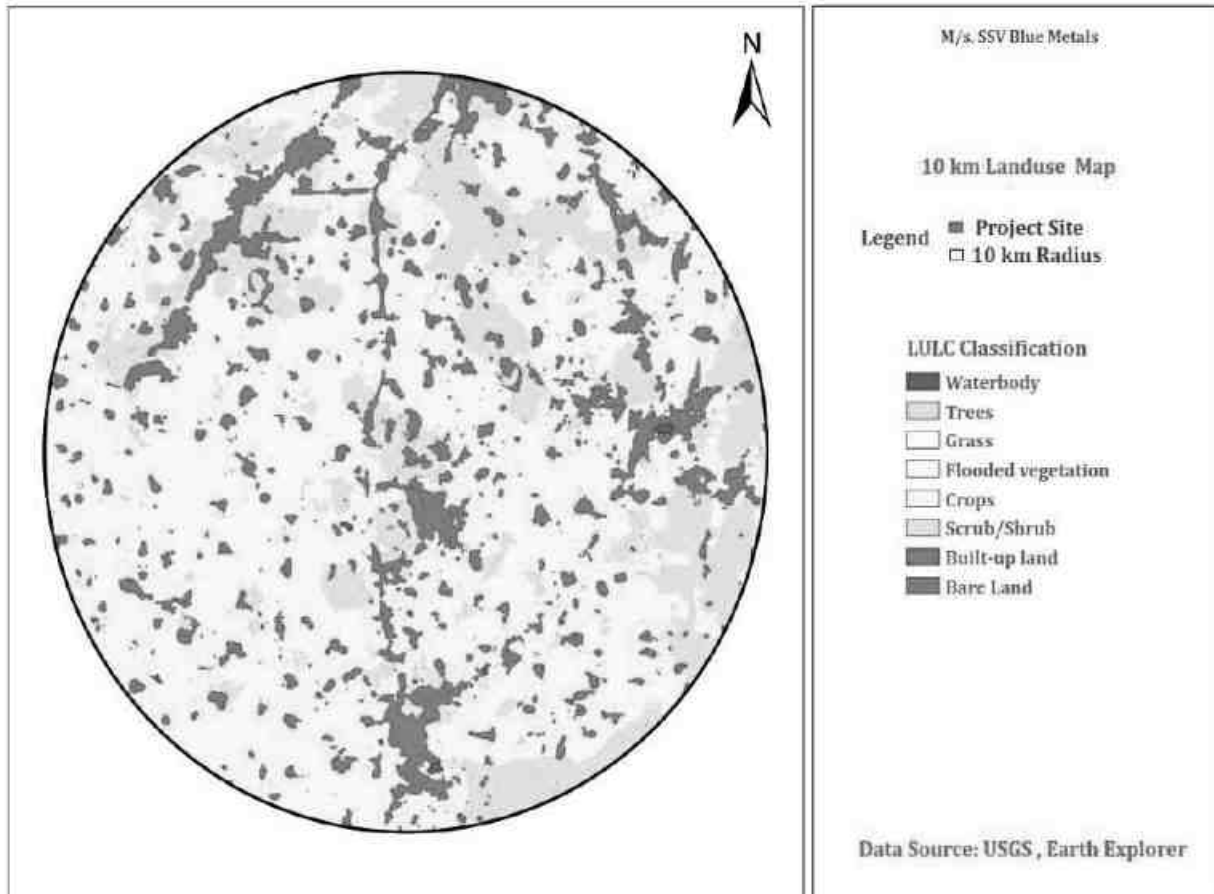 N
M/s. SSV Blue Metals
10 km Landuse Map
Legend
Project Site
10 km Radius
LULC Classification
Waterbody
Trees
Grass
Flooded vegetation
Crops
Scrub/Shrub
Built-up land
Bare Land
Data Source: USGS , Earth Explorer